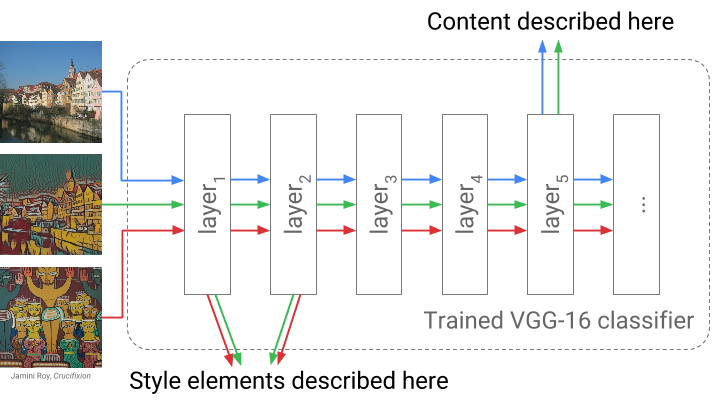 Content described here
layer1
layer2
layer3
layer4
layer5
...
Trained VGG-16 classifier
Jamini Roy, Crucifixion
Style elements described here